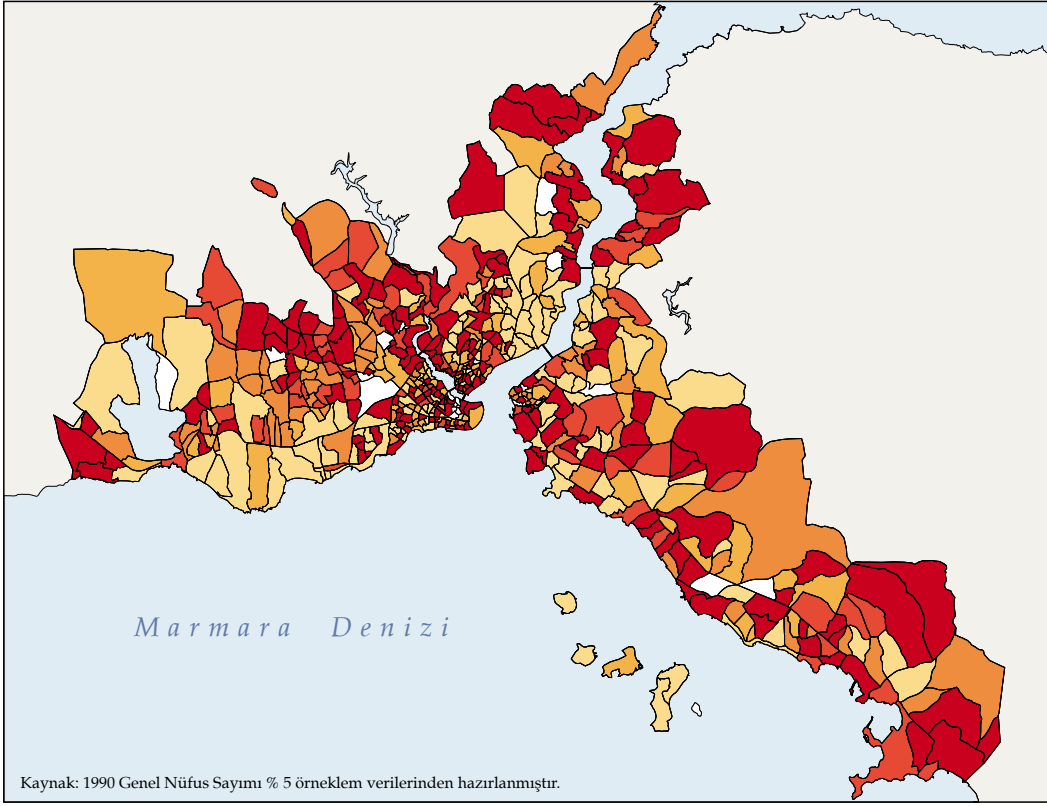 Marmara Denizi
Kaynak: 1990 Genel Nüfus Sayımı % 5 örneklem verilerinden hazırlanmıştır.